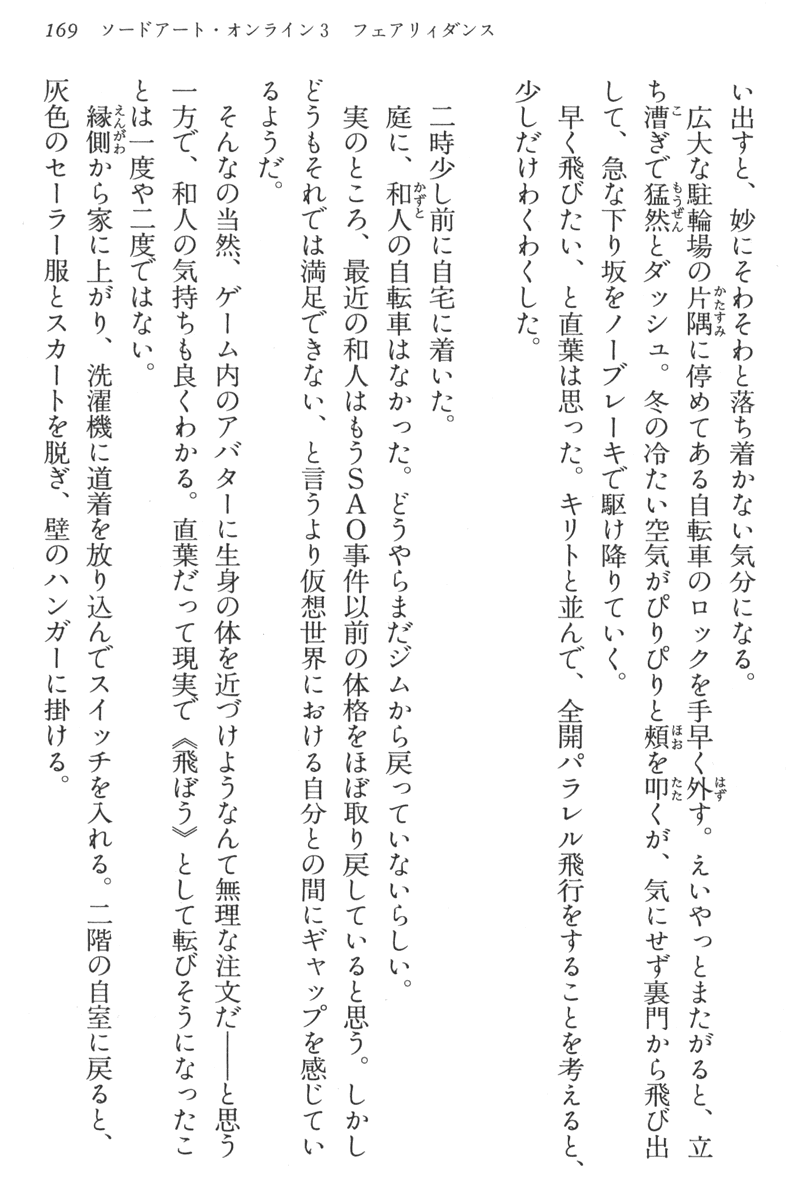 169 ソードアート・オンライン3 フェアリィダンス
い出すと、妙にそわそわと落ち着かない気分になる。
広大な駐輪場の片隅に停めてある自転車のロックを手早く外す。えいやっとまたがると、立
ち漕ぎで猛然とダッシュ。冬の冷たい空気がぴりぴりと頬を叩くが、気にせず裏門から飛び出
して、急な下り坂をノーブレーキで駆け降りていく。
早く飛びたい、と直葉は思った。キリトと並んで、全開パラレル飛行をすることを考えると、
少しだけわくわくした。
二時少し前に自宅に着いた。
庭に、和人の自転車はなかった。どうやらまだジムから戻っていないらしい。
実のところ、最近の和人はもうSAO事件以前の体格をほぼ取り戻していると思う。しかし
どうもそれでは満足できない、と言うより仮想世界における自分との間にギャップを感じてい
るようだ。
そんなの当然、ゲーム内のアバターに生身の体を近づけようなんて無理な注文だ――と思う
一方で、和人の気持ちも良くわかる。直葉だって現実で《飛ぼう》として転びそうになったこ
とは一度や二度ではない。
縁側から家に上がり、洗濯機に道着を放り込んでスイッチを入れる。二階の自室に戻ると、
灰色のセーラー服とスカートを脱ぎ、壁のハンガーに掛ける。